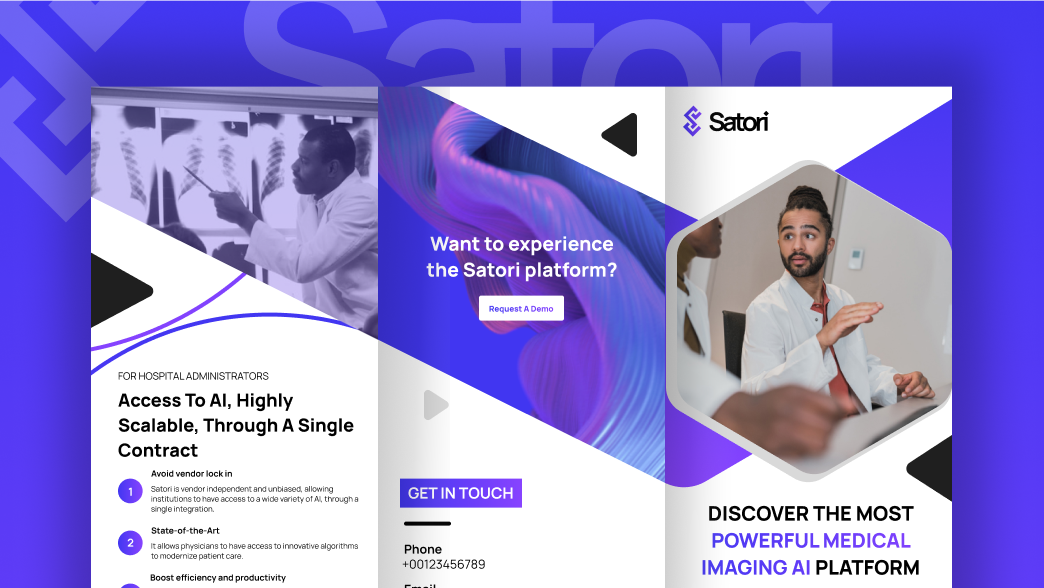 Satori
FOR HOSPITAL ADMINISTRATORS
Access To AI, Highly
Scalable, Through A Single
Contract
Avoid vendor lock in
1
Satori is vendor independent and unbiased, allowing
institutions to have access to a wide variety of AI, through a
single integration.
State-of-the-Art
2
It allows physicians to have access to innovative algorithms
to modernize patient care.
Boost efficiency and productivity
Want to experience
the Satori platform?
Request A Demo
GET IN TOUCH
Phone
+00123456789
Email
Satori
DISCOVER THE MOST
POWERFUL MEDICAL
IMAGING AI PLATFORM